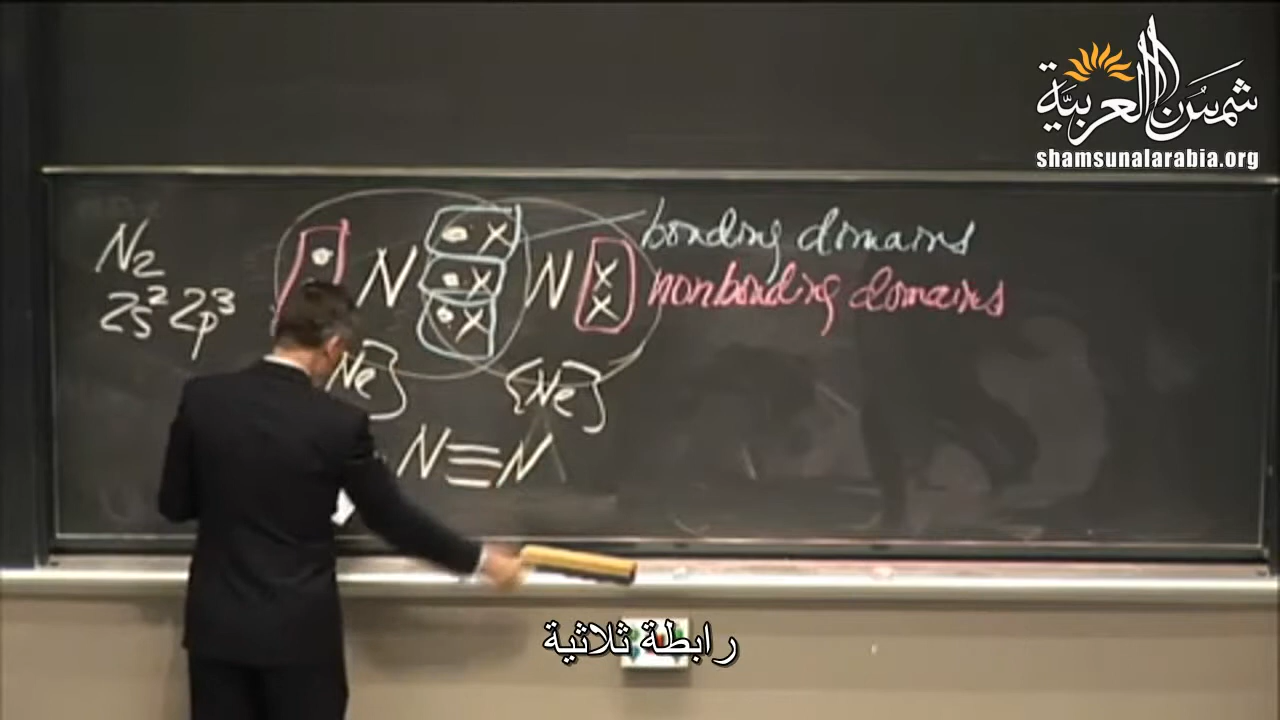 شمس العربية
shamsunalarabia.org
N2
2s² 2p³
N N
• X
• X
• X
X
X
bonding domains
nonbonding domains
Ne}
{Ne}
N≡N
رابطة ثلاثية